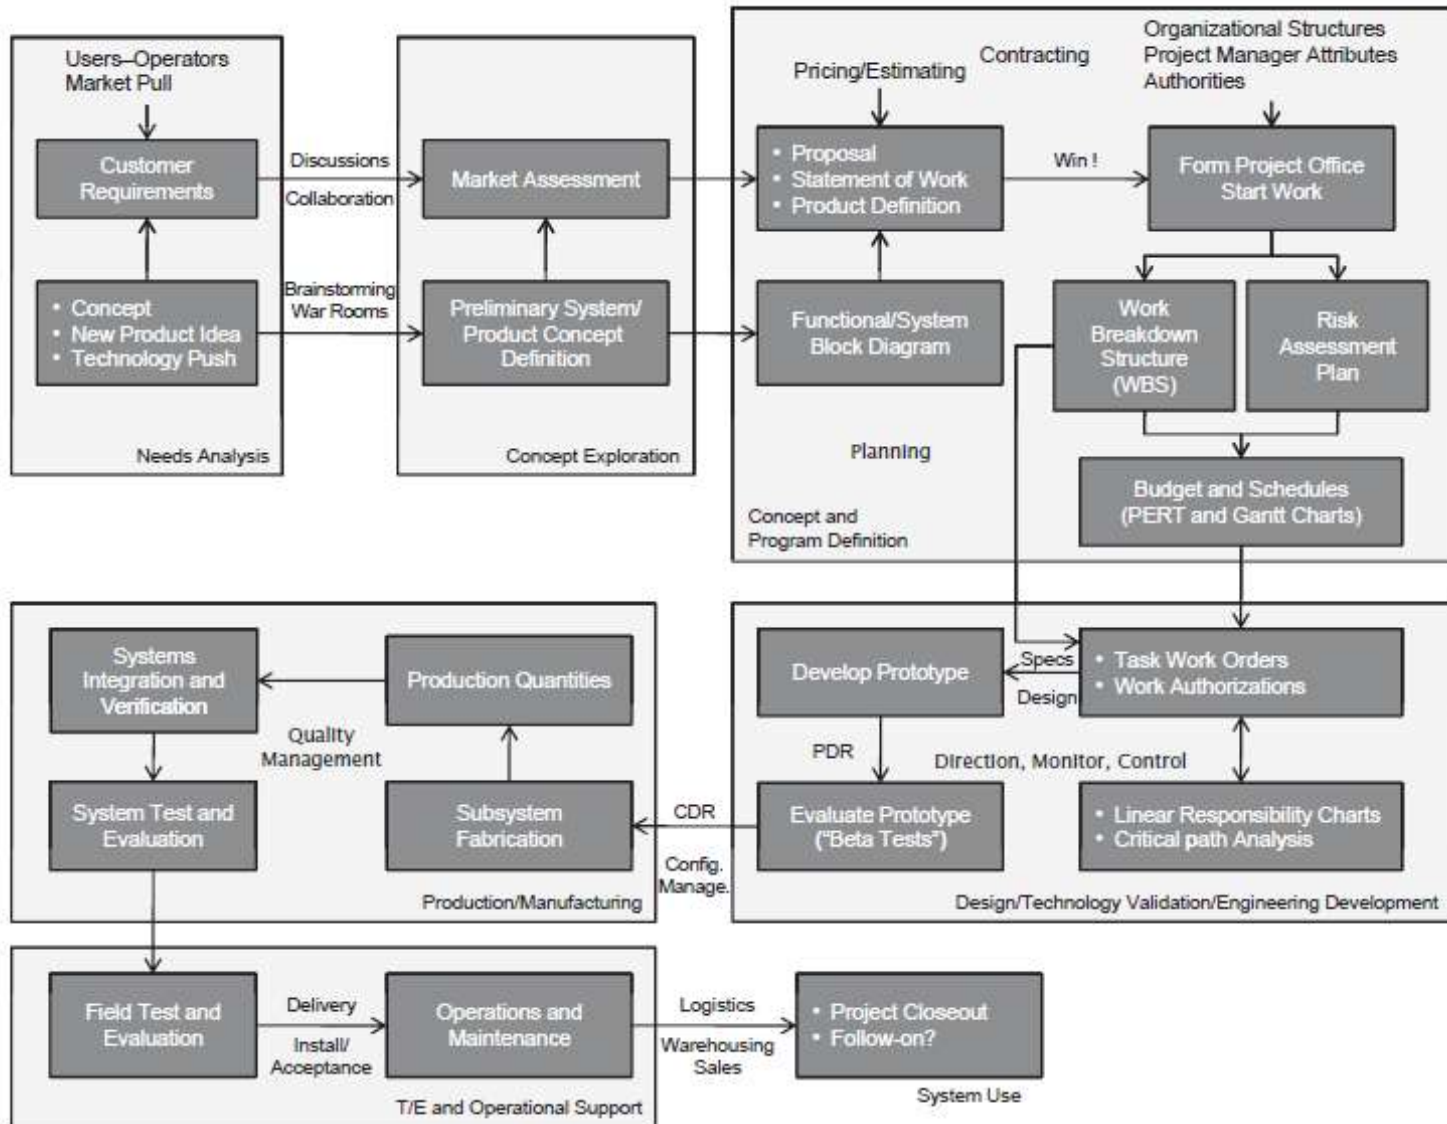 Users–Operators
Market Pull
Customer
Requirements
• Concept
• New Product Idea
• Technology Push
Needs Analysis
Discussions
Collaboration
Brainstorming
War Rooms
Market Assessment
Preliminary System/
Product Concept
Definition
Concept Exploration
Pricing/Estimating
Contracting
Organizational Structures
Project Manager Attributes
Authorities
• Proposal
• Statement of Work
• Product Definition
Win !
Form Project Office
Start Work
Functional/System
Block Diagram
Work
Breakdown
Structure
(WBS)
Risk
Assessment
Plan
Planning
Budget and Schedules
(PERT and Gantt Charts)
Concept and
Program Definition
Systems
Integration and
Verification
Production Quantities
Quality
Management
System Test and
Evaluation
Subsystem
Fabrication
Production/Manufacturing
CDR
Config.
Manage.
Develop Prototype
Specs
Design
• Task Work Orders
• Work Authorizations
PDR
Direction, Monitor, Control
Evaluate Prototype
("Beta Tests")
• Linear Responsibility Charts
• Critical path Analysis
Design/Technology Validation/Engineering Development
Field Test and
Evaluation
Delivery
Install/
Acceptance
Operations and
Maintenance
T/E and Operational Support
Logistics
Warehousing
Sales
• Project Closeout
• Follow-on?
System Use